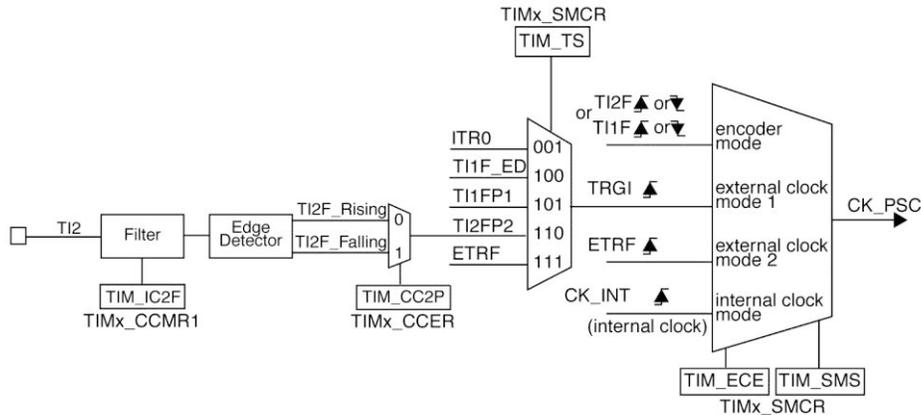 TIMx_SMCR
TIM_TS
or TI2F or
TI1F or
encoder mode
ITR0
001
TI1F_ED
100
TI1FP1
101
TRGI
external clock mode 1
CK_PSC
TI2
Filter
Edge Detector
TI2F_Rising
0
TI2F_Falling
1
TI2FP2
110
ETRF
111
ETRF
external clock mode 2
CK_INT
(internal clock)
internal clock mode
TIM_IC2F
TIMx_CCMR1
TIM_CC2P
TIMx_CCER
TIM_ECE
TIM_SMS
TIMx_SMCR